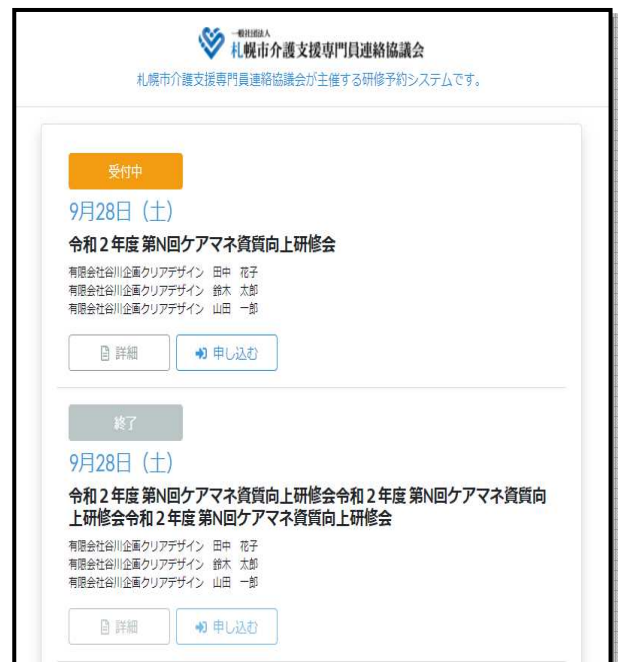 一般社団法人
札幌市介護支援専門員連絡協議会
札幌市介護支援専門員連絡協議会が主催する研修予約システムです。
受付中
9月28日（土）
令和２年度 第N回ケアマネ資質向上研修会
有限会社谷川企画クリアデザイン　田中　花子
有限会社谷川企画クリアデザイン　鈴木　太郎
有限会社谷川企画クリアデザイン　山田　一郎
詳細
申し込む
終了
9月28日（土）
令和２年度 第N回ケアマネ資質向上研修会令和２年度 第N回ケアマネ資質向
上研修会令和２年度 第N回ケアマネ資質向上研修会
有限会社谷川企画クリアデザイン　田中　花子
有限会社谷川企画クリアデザイン　鈴木　太郎
有限会社谷川企画クリアデザイン　山田　一郎
詳細
申し込む